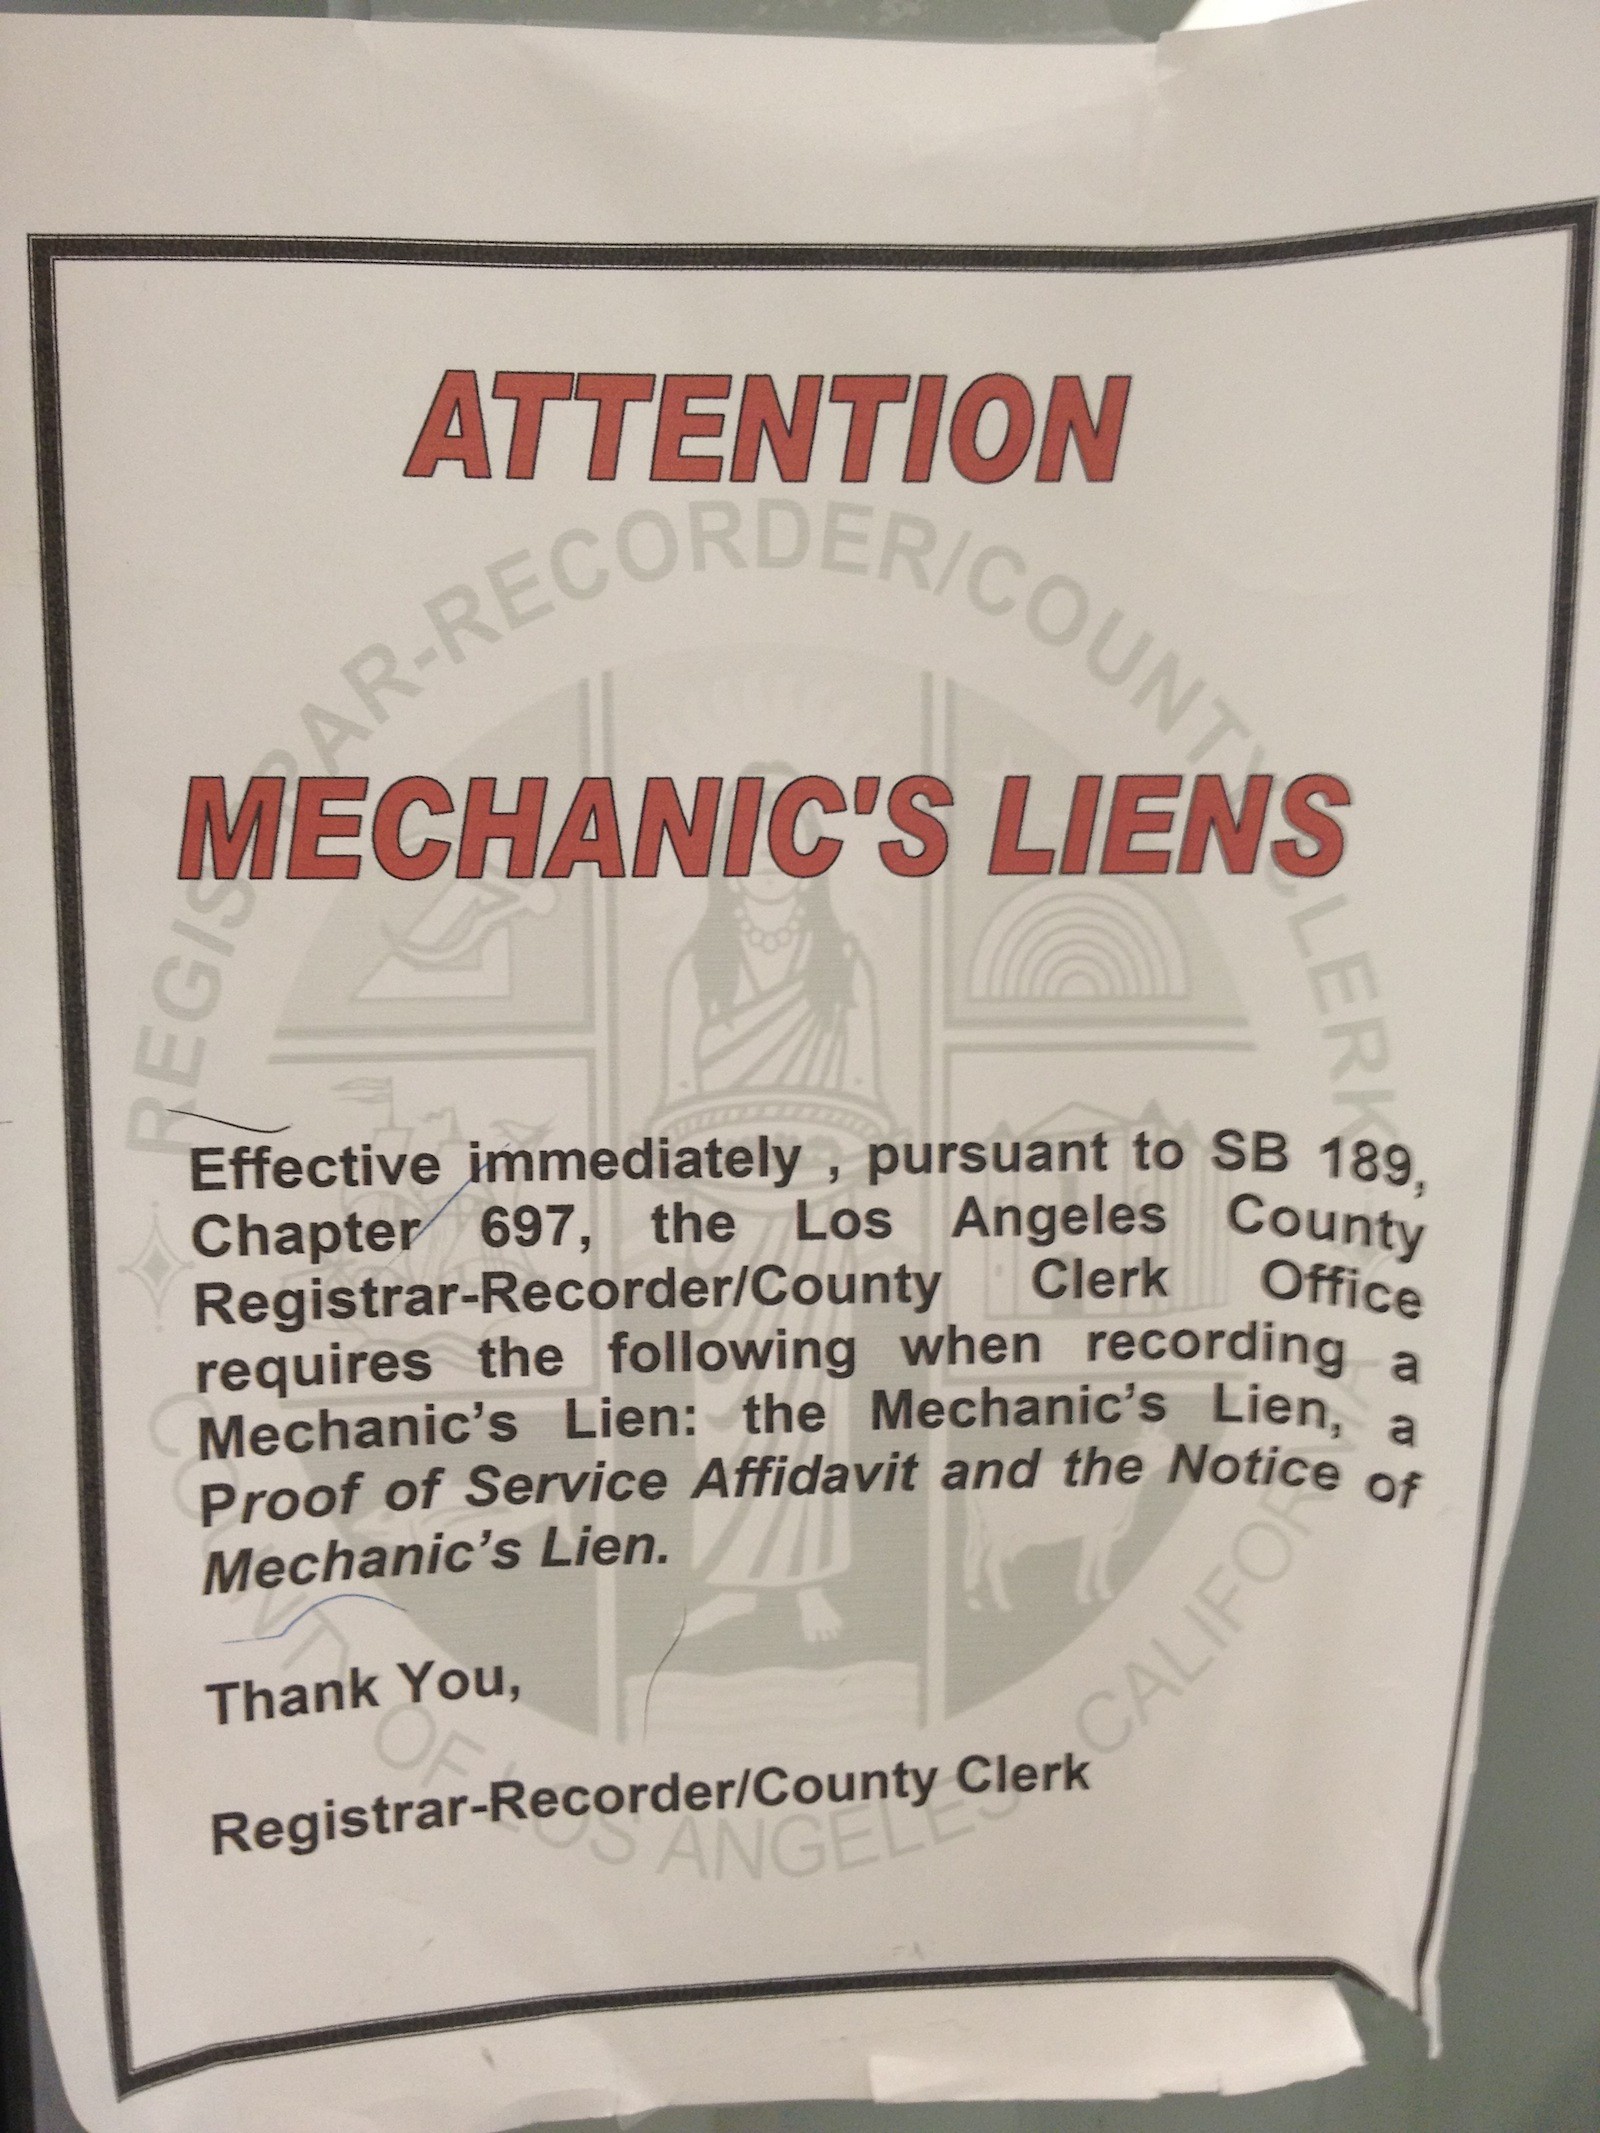 ATTENTION
REGISTRAR-RECORDER/COUNTY CLERK
MECHANIC'S LIENS
Effective immediately , pursuant to SB 189,
Chapter 697, the Los Angeles County
Registrar-Recorder/County Clerk Office
requires the following when recording a
Mechanic’s Lien: the Mechanic’s Lien, a
Proof of Service Affidavit and the Notice of
Mechanic’s Lien.
Thank You,
Registrar-Recorder/County Clerk
COUNTY OF LOS ANGELES CALIFORNIA